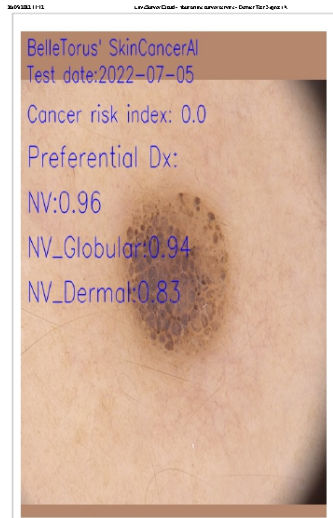 BelleTorus' SkinCancerAI
Test date:2022-07-05
Cancer risk index: 0.0
Preferential Dx:
NV:0.96
NV_Globular:0.94
NV_Dermal:0.83